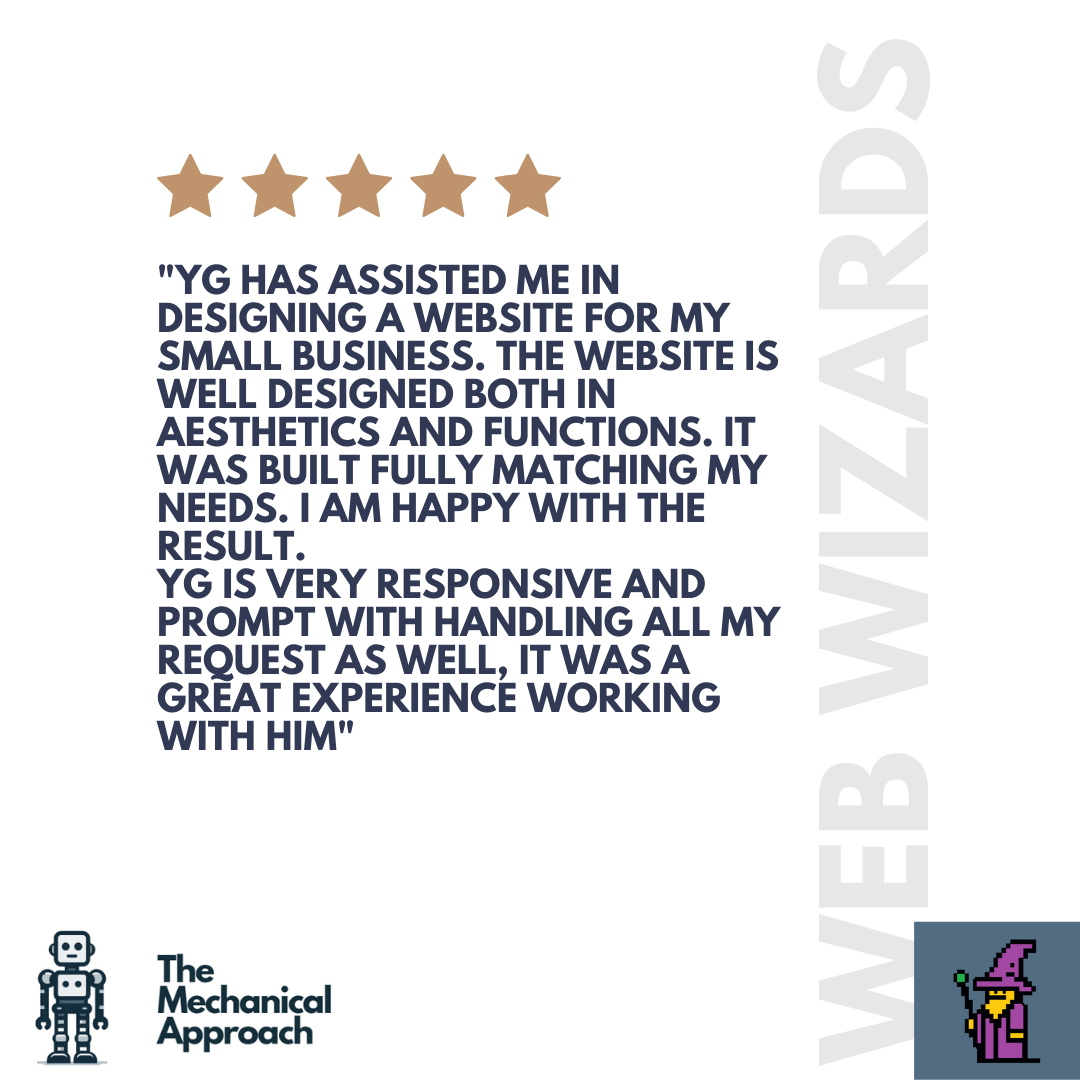 "YG HAS ASSISTED ME IN
DESIGNING A WEBSITE FOR MY
SMALL BUSINESS. THE WEBSITE IS
WELL DESIGNED BOTH IN
AESTHETICS AND FUNCTIONS. IT
WAS BUILT FULLY MATCHING MY
NEEDS. I AM HAPPY WITH THE
RESULT.
YG IS VERY RESPONSIVE AND
PROMPT WITH HANDLING ALL MY
REQUEST AS WELL, IT WAS A
GREAT EXPERIENCE WORKING
WITH HIM"
WEB WIZARDS
The
Mechanical
Approach